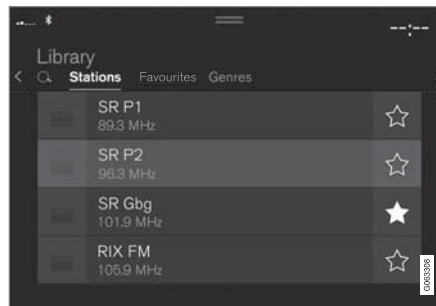 --:--
Library
Stations Favourites Genres
SR P1
89.3 MHz
SR P2
96.3 MHz
SR Gbg
101.9 MHz
RIX FM
105.9 MHz
G063308